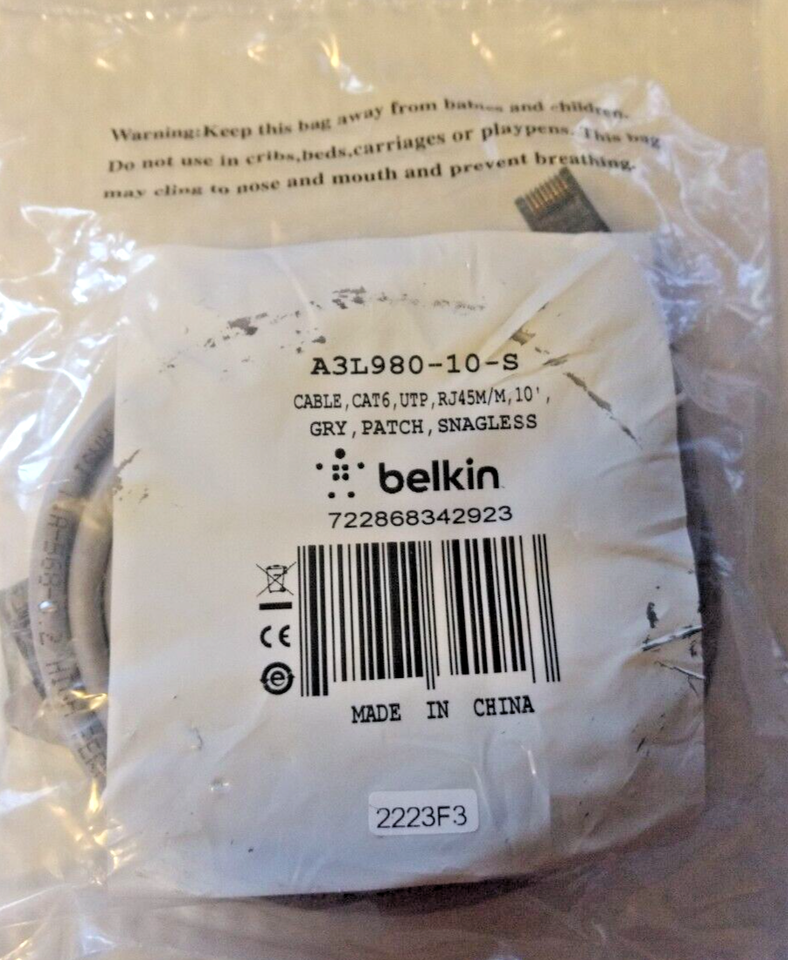 Warning:Keep this bag away from babies and children.
Do not use in cribs,beds,carriages or playpens. This bag
may cling to nose and mouth and prevent breathing.
A3L980-10-S
CABLE,CAT6,UTP,RJ45M/M,10',
GRY,PATCH,SNAGLESS
belkin
722868342923
CE
e
MADE IN CHINA
2223F3